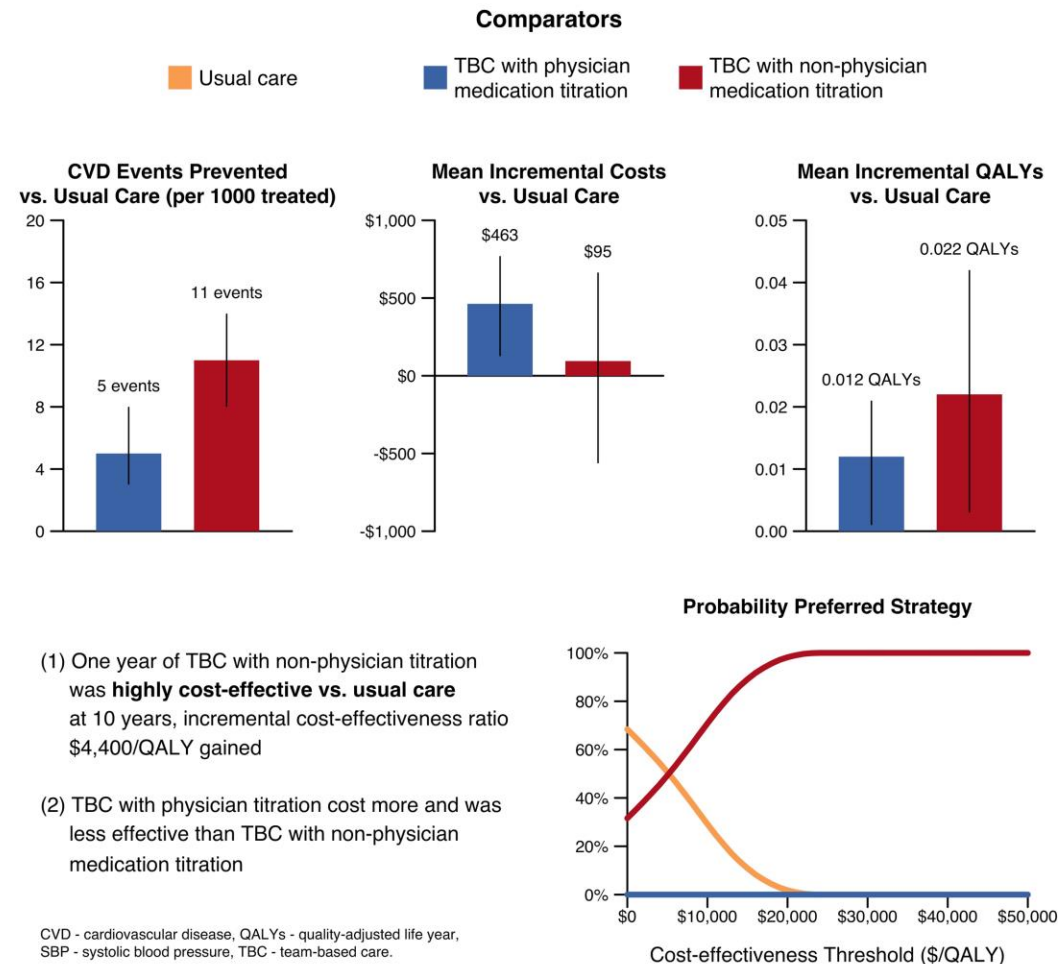 Comparators
Usual care
TBC with physician
medication titration
TBC with non-physician
medication titration
CVD Events Prevented
vs. Usual Care (per 1000 treated)
20
16
12
8
4
0
5 events
11 events
Mean Incremental Costs
vs. Usual Care
$1,000
$500
$0
-$500
-$1,000
$463
$95
Mean Incremental QALYs
vs. Usual Care
0.05
0.04
0.03
0.02
0.01
0.00
0.012 QALYs
0.022 QALYs
(1) One year of TBC with non-physician titration
was highly cost-effective vs. usual care
at 10 years, incremental cost-effectiveness ratio
$4,400/QALY gained
(2) TBC with physician titration cost more and was
less effective than TBC with non-physician
medication titration
CVD - cardiovascular disease, QALYs - quality-adjusted life year,
SBP - systolic blood pressure, TBC - team-based care.
Probability Preferred Strategy
100%
80%
60%
40%
20%
0%
$0 $10,000 $20,000 $30,000 $40,000 $50,000
Cost-effectiveness Threshold ($/QALY)